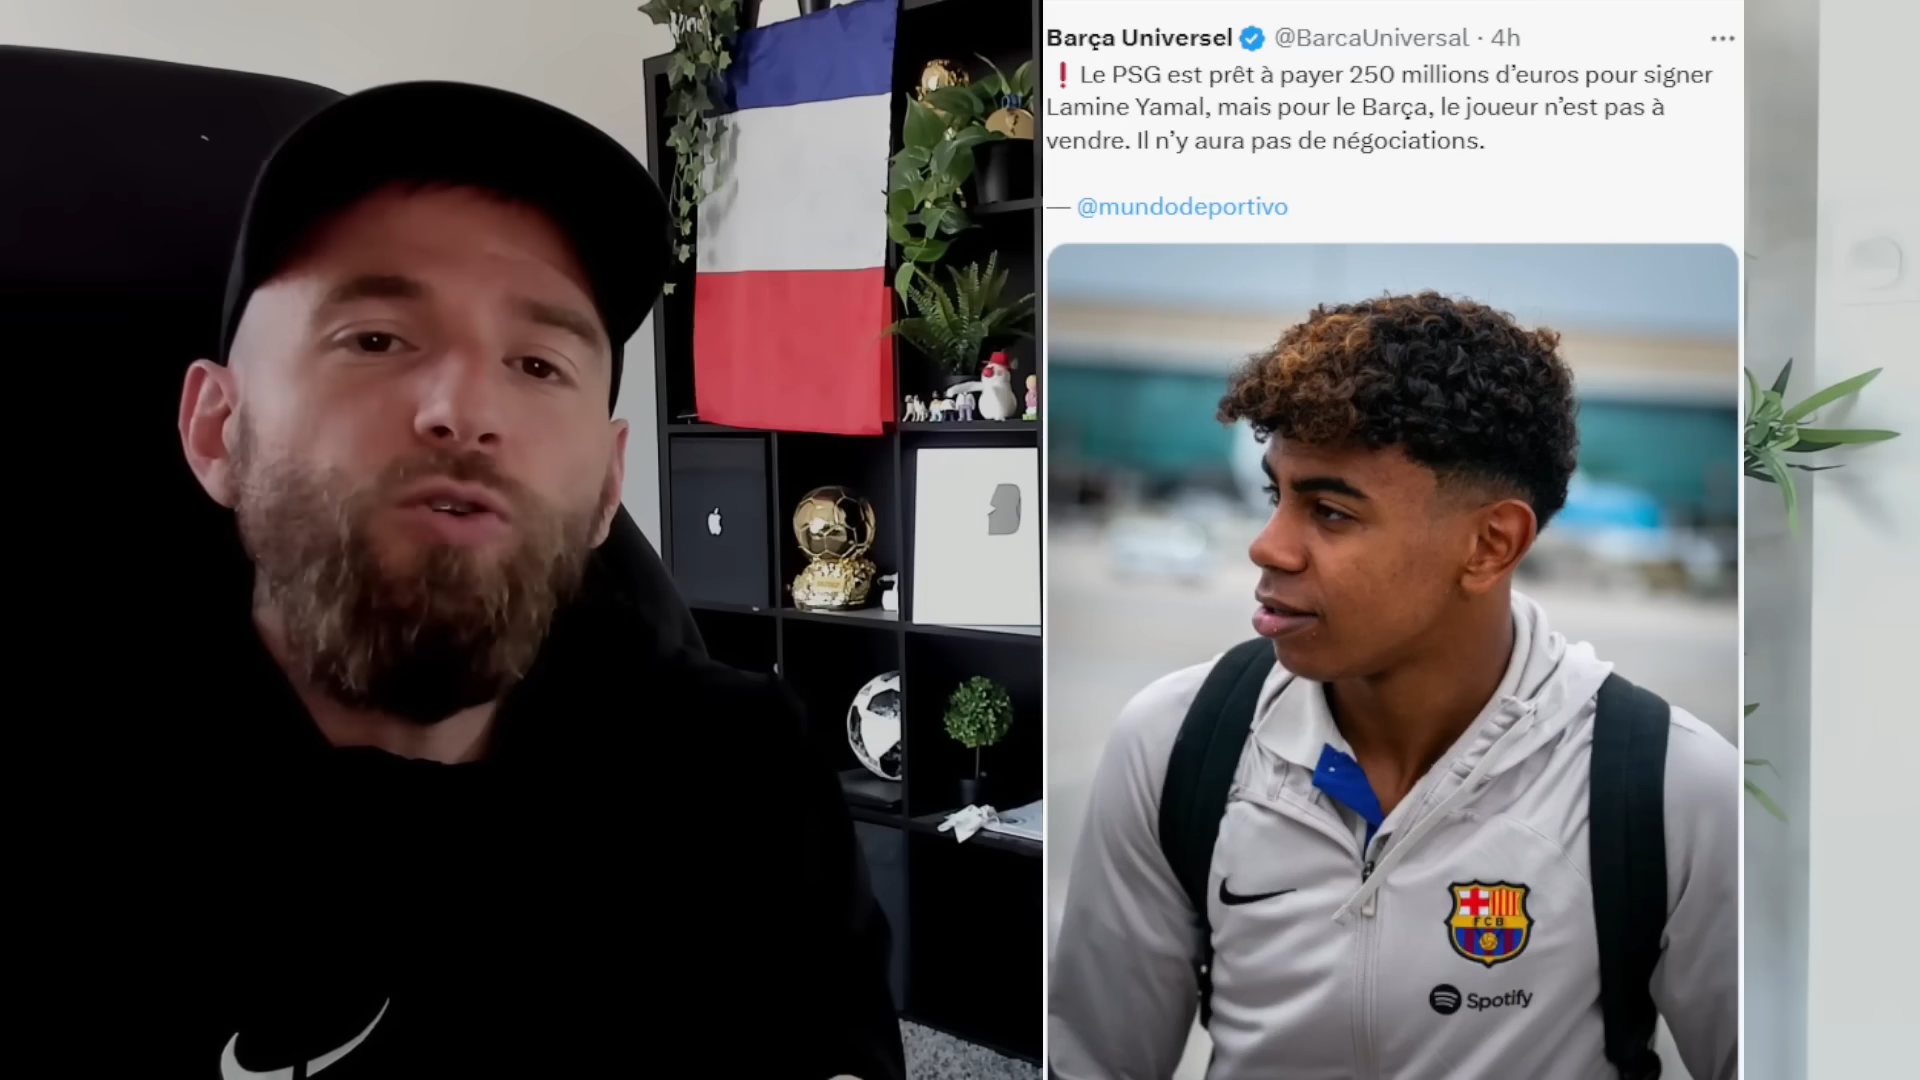 Barça Universel @BarcaUniversal · 4h
❗ Le PSG est prêt à payer 250 millions d’euros pour signer
Lamine Yamal, mais pour le Barça, le joueur n’est pas à
vendre. Il n’y aura pas de négociations.
— @mundodeportivo
FCB
Spotify